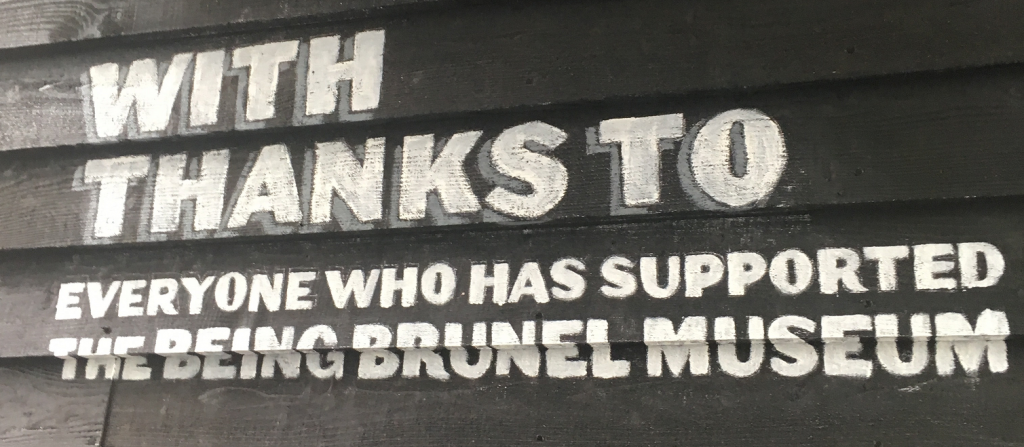 WITH
THANKS TO
EVERYONE WHO HAS SUPPORTED
THE BEING BRUNEL MUSEUM